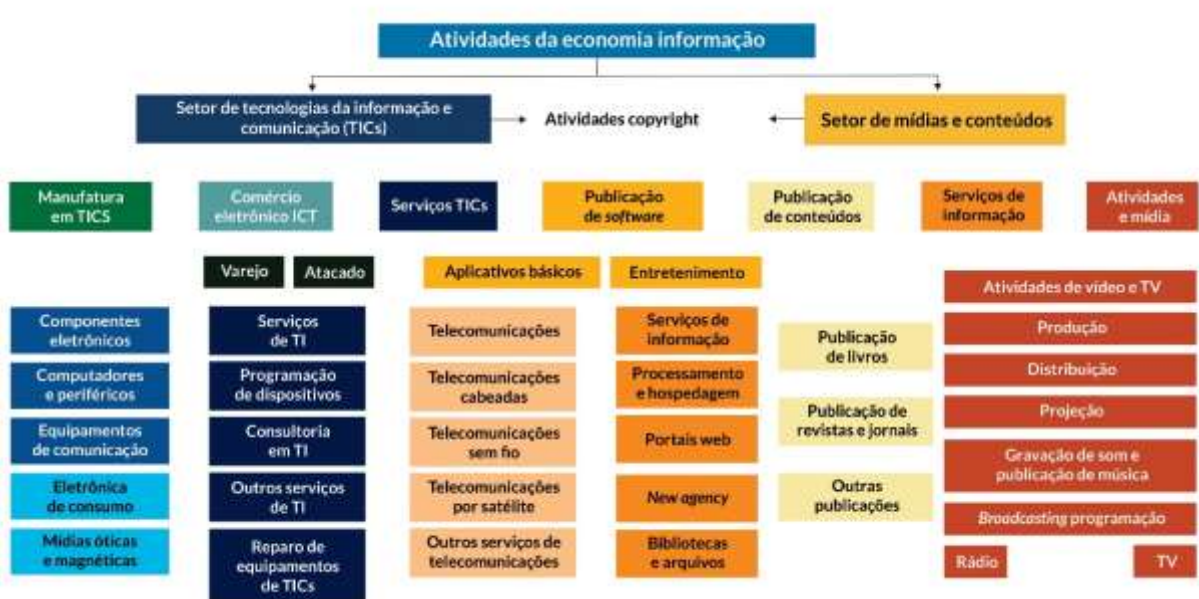 Atividades da economia informação
Setor de tecnologias da informação e
comunicação (TICs)
Atividades copyright
Setor de mídias e conteúdos
Manufatura
em TICS
Comércio
eletrônico ICT
Serviços TICs
Publicação
de software
Publicação
de conteúdos
Serviços de
informação
Atividades
e mídia
Varejo
Atacado
Aplicativos básicos
Entretenimento
Componentes
eletrônicos
Computadores
e periféricos
Equipamentos
de comunicação
Eletrônica
de consumo
Mídias óticas
e magnéticas
Serviços
de TI
Programação
de dispositivos
Consultoria
em TI
Outros serviços
de TI
Reparo de
equipamentos
de TICs
Telecomunicações
Telecomunicações
cabeadas
Telecomunicações
sem fio
Telecomunicações
por satélite
Outros serviços de
telecomunicações
Serviços de
informação
Processamento
e hospedagem
Portais web
New agency
Bibliotecas
e arquivos
Publicação
de livros
Publicação de
revistas e jornais
Outras
publicações
Atividades de vídeo e TV
Produção
Distribuição
Projeção
Gravação de som e
publicação de música
Broadcasting programação
Rádio
TV